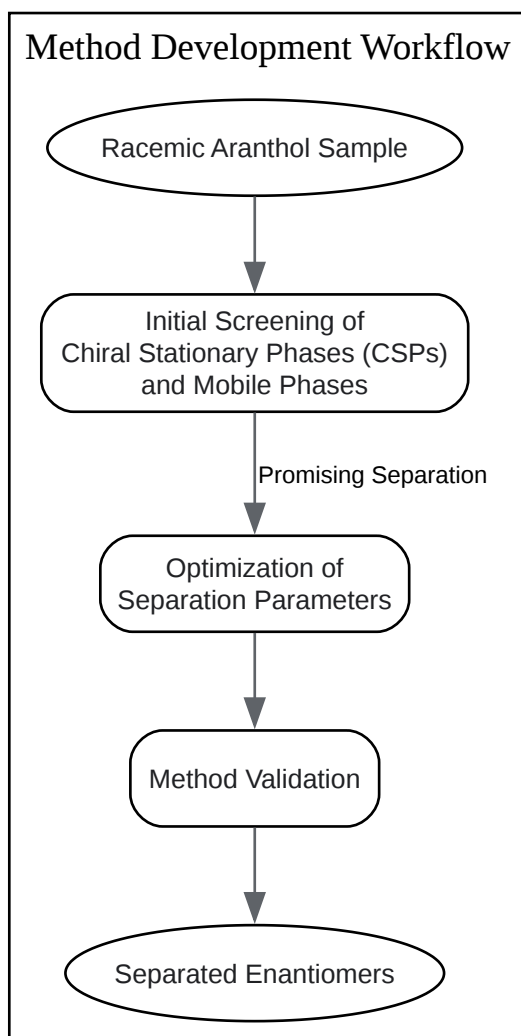 Method Development Workflow
Racemic Aranthol Sample
Initial Screening of
Chiral Stationary Phases (CSPs)
and Mobile Phases
Promising Separation
Optimization of
Separation Parameters
Method Validation
Separated Enantiomers